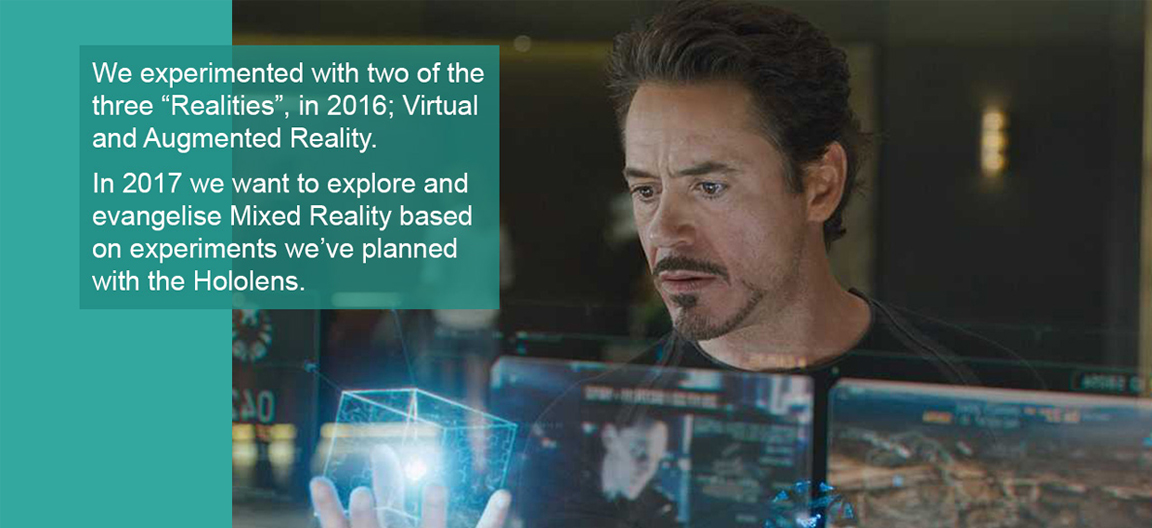 We experimented with two of the
three “Realities”, in 2016; Virtual
and Augmented Reality.
In 2017 we want to explore and
evangelise Mixed Reality based
on experiments we’ve planned
with the Hololens.